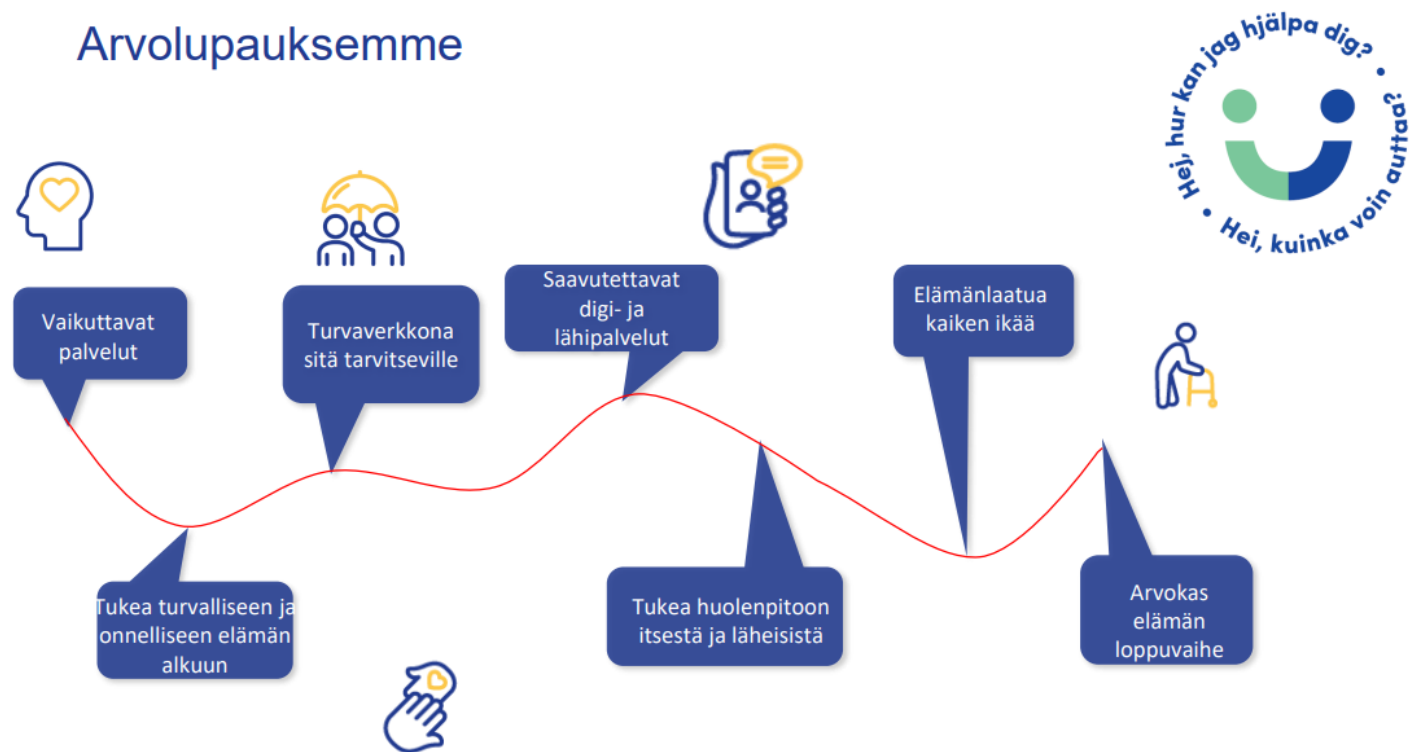 Arvolupauksemme
Hej, hur kan jag hjälpa dig? •
Hei, kuinka voin auttaa? •
Vaikuttavat
palvelut
Tukea turvalliseen ja
onnelliseen elämän
alkuun
Turvaverkkona
sitä tarvitseville
Saavutettavat
digi- ja
lähipalvelut
Tukea huolenpitoon
itsestä ja läheisistä
Elämänlaatua
kaiken ikää
Arvokas
elämän
loppuvaihe